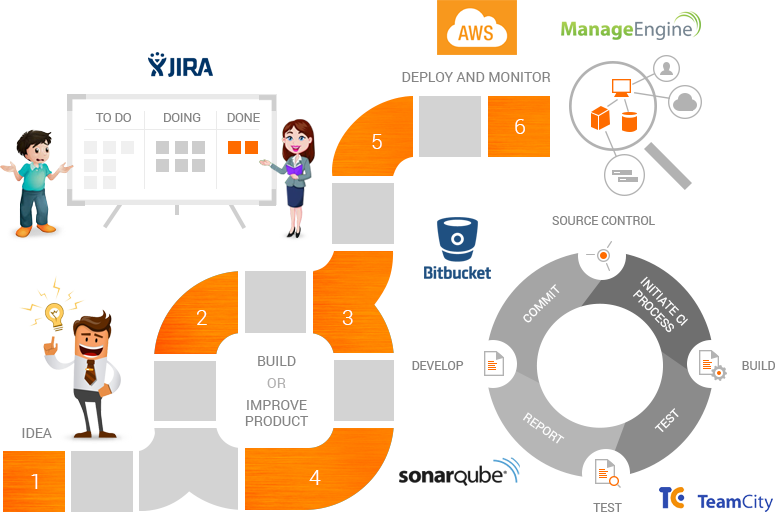 AWS
ManageEngine
JIRA
DEPLOY AND MONITOR
TO DO
DOING
DONE
5
6
SOURCE CONTROL
Bitbucket
COMMIT
INITIATE CI
PROCESS
2
3
BUILD
OR
IMPROVE
PRODUCT
DEVELOP
BUILD
REPORT
TEST
IDEA
1
4
sonarqube
TEST
TC
TeamCity